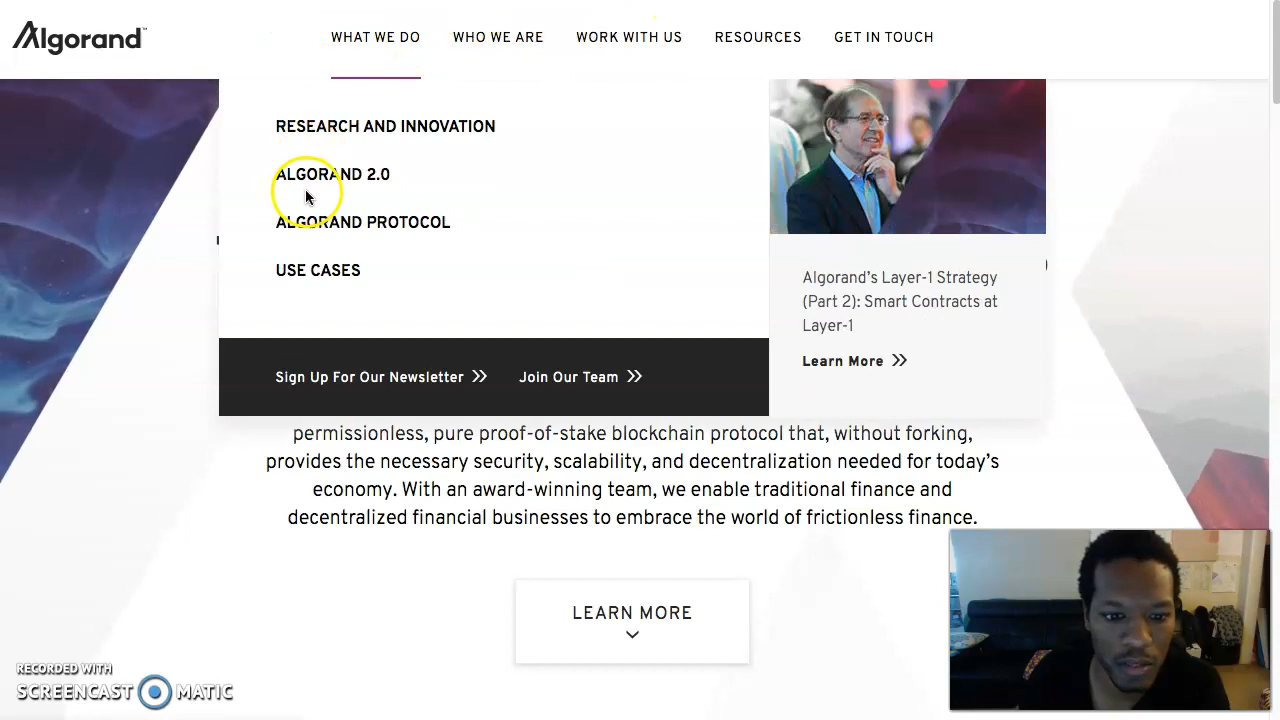 Algorand™
WHAT WE DO
WHO WE ARE
WORK WITH US
RESOURCES
GET IN TOUCH
RESEARCH AND INNOVATION
ALGORAND 2.0
ALGORAND PROTOCOL
USE CASES
Sign Up For Our Newsletter
Join Our Team
Algorand's Layer-1 Strategy
(Part 2): Smart Contracts at
Layer-1
Learn More
permissionless, pure proof-of-stake blockchain protocol that, without forking,
provides the necessary security, scalability, and decentralization needed for today's
economy. With an award-winning team, we enable traditional finance and
decentralized financial businesses to embrace the world of frictionless finance.
LEARN MORE
RECORDED WITH
SCREENCAST MATIC